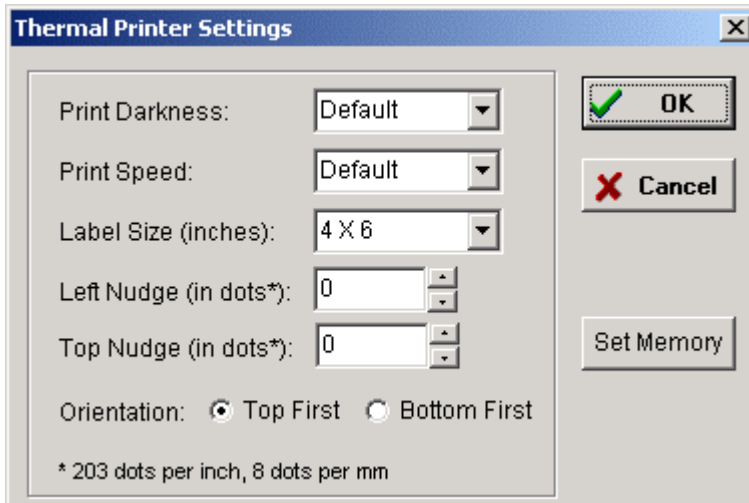 Thermal Printer Settings
Print Darkness: Default
OK
Print Speed: Default
Cancel
Label Size (inches): 4 X 6
Left Nudge (in dots*): 0
Top Nudge (in dots*): 0
Set Memory
Orientation: Top First Bottom First
* 203 dots per inch, 8 dots per mm